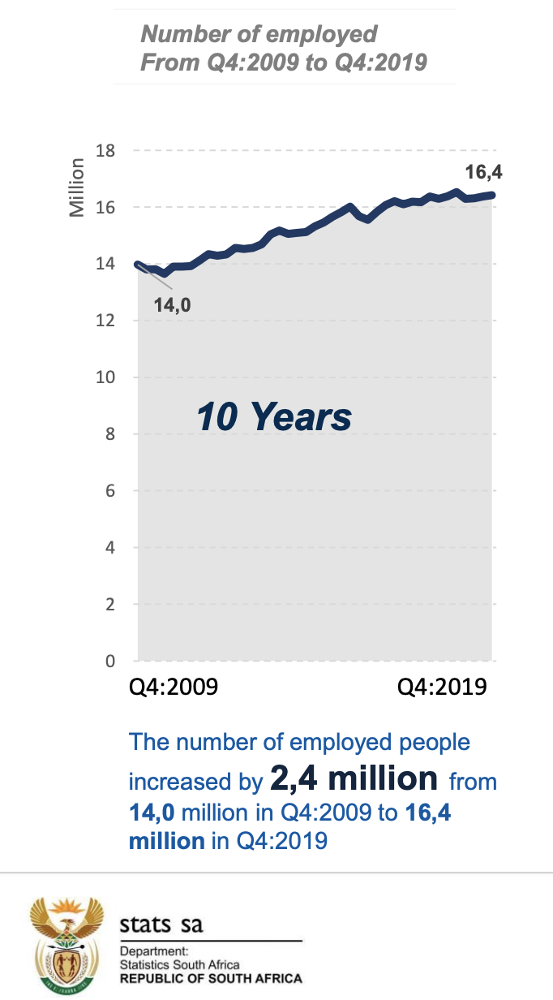 Number of employed
From Q4:2009 to Q4:2019
Million
18
16,4
16
14
14,0
12
10
10 Years
8
6
4
2
0
Q4:2009
Q4:2019
The number of employed people
increased by 2,4 million from
14,0 million in Q4:2009 to 16,4
million in Q4:2019
stats sa
Department:
Statistics South Africa
REPUBLIC OF SOUTH AFRICA